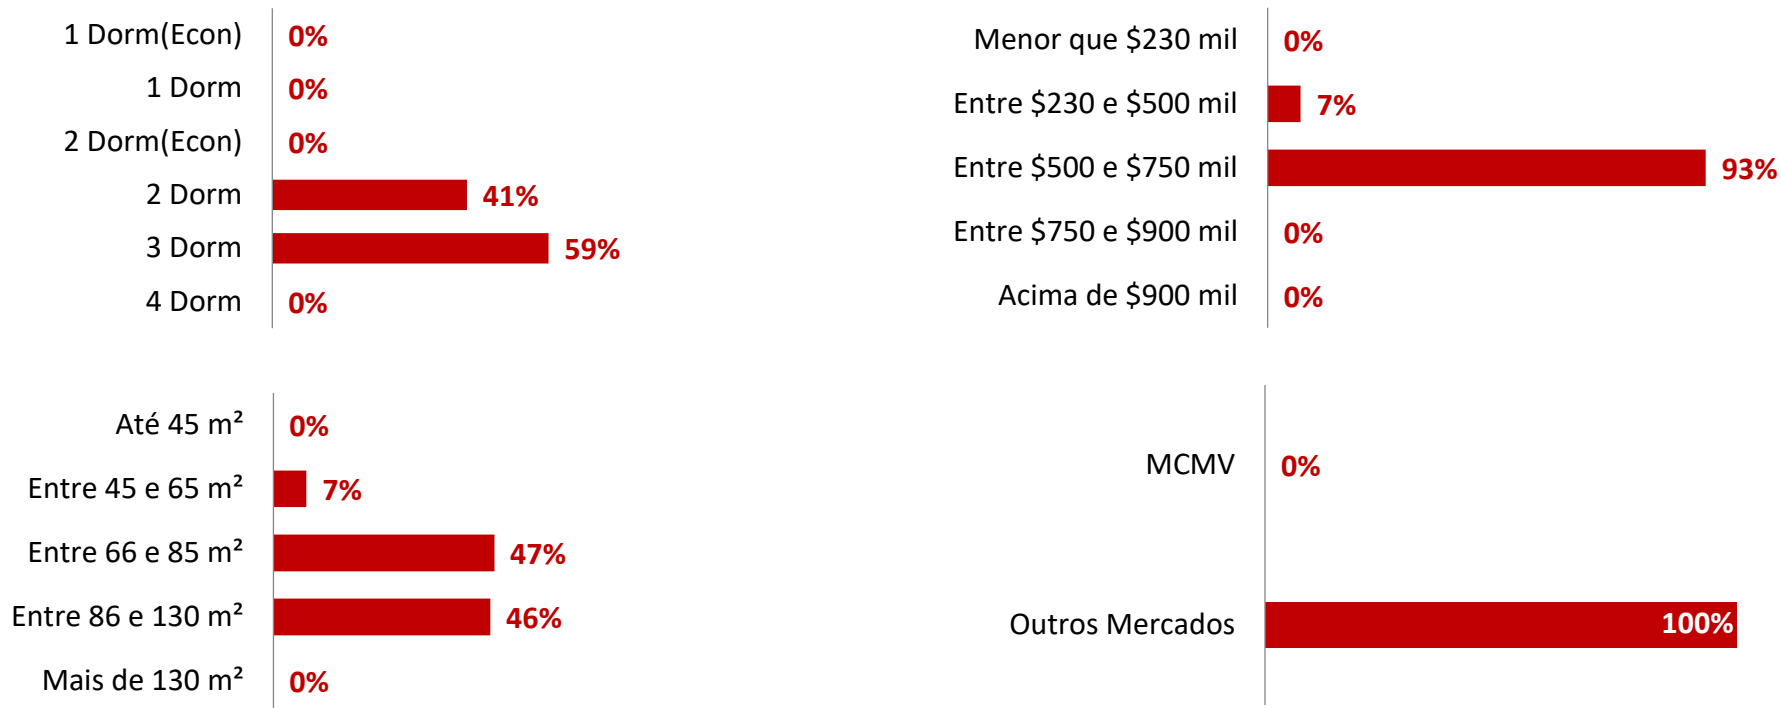 1 Dorm(Econ) 0%
1 Dorm 0%
2 Dorm(Econ) 0%
2 Dorm 41%
3 Dorm 59%
4 Dorm 0%
Menor que $230 mil 0%
Entre $230 e $500 mil 7%
Entre $500 e $750 mil 93%
Entre $750 e $900 mil 0%
Acima de $900 mil 0%
Até 45 m² 0%
Entre 45 e 65 m² 7%
Entre 66 e 85 m² 47%
Entre 86 e 130 m² 46%
Mais de 130 m² 0%
MCMV 0%
Outros Mercados 100%